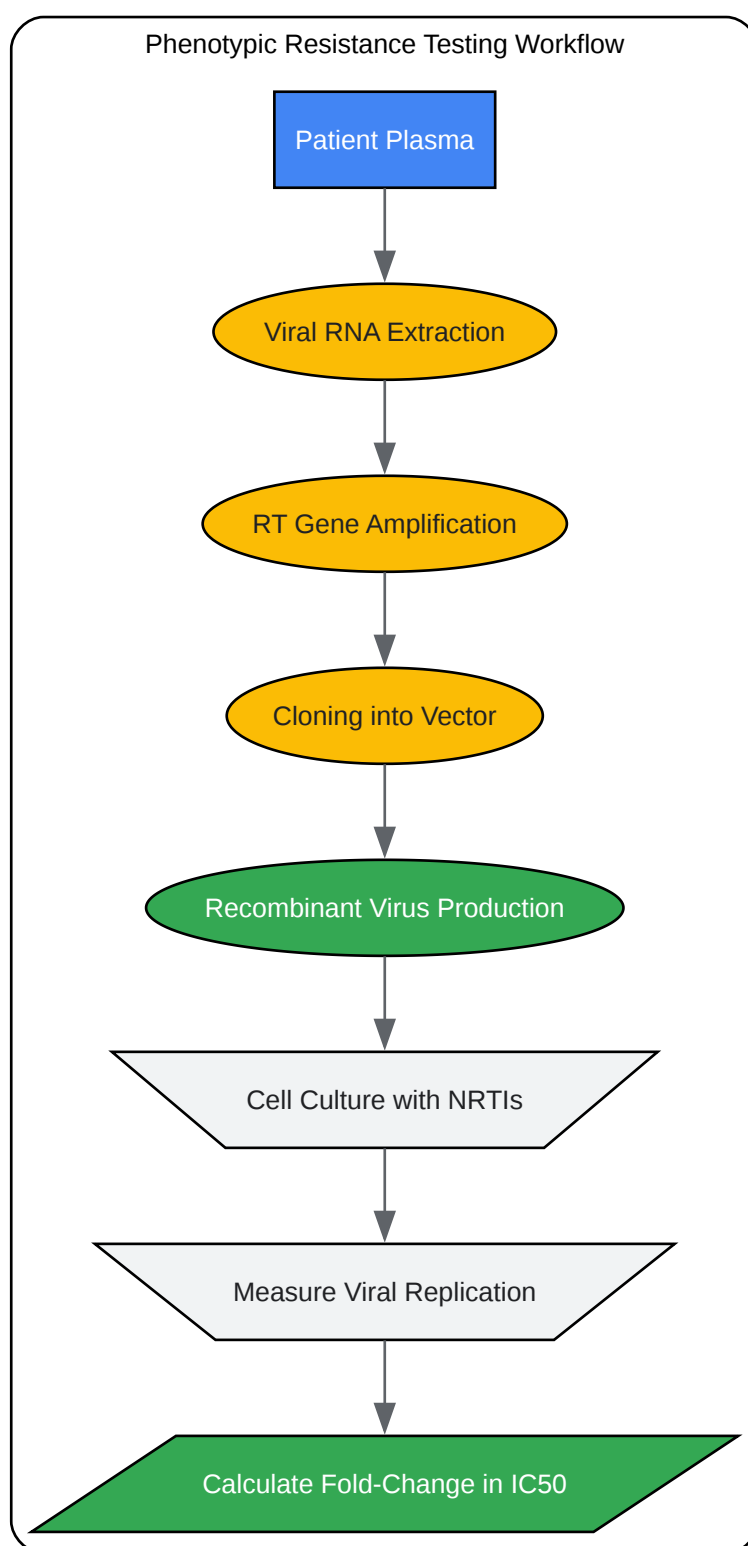 Phenotypic Resistance Testing Workflow
Patient Plasma
Viral RNA Extraction
RT Gene Amplification
Cloning into Vector
Recombinant Virus Production
Cell Culture with NRTIs
Measure Viral Replication
Calculate Fold-Change in IC50